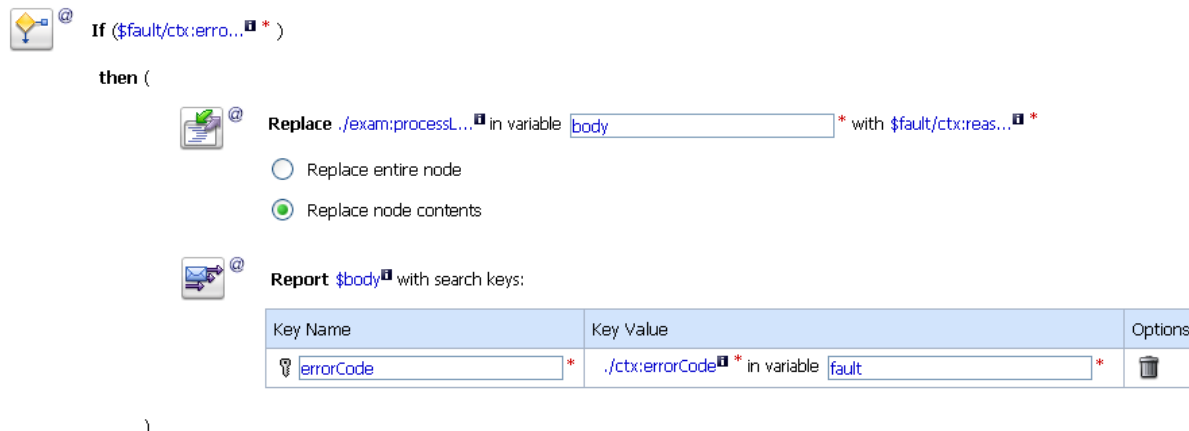 @ If ($fault/ctx:erro... * )
then (
@ Replace ./exam:processL... in variable body * with $fault/ctx:reas... *
Replace entire node
Replace node contents
@ Report $body with search keys:
Key Name Key Value Options
errorCode * ./ctx:errorCode * in variable fault *
)